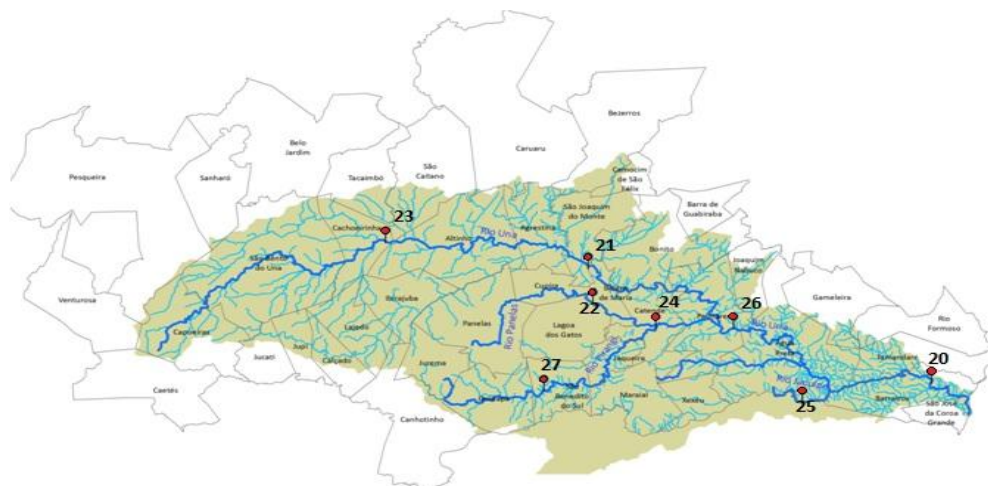 Bezerros
Belo
Jardim
Caruaru
São
Caitano
Pesqueira
Sanharó
Tacaimbó
Camocim
de São
Félix
São Joaquim
do Monte
Barra de
Guabiraba
23
Cachoeirinha
Agrestina
Rio Una
Altinho
21
Bonito
Joaquim
Nabuco
São Bento
do Una
Venturosa
Gameleira
Cupira
de Maria
22
24
26
Catende
Rio
Formoso
Panelas
Rio Panelas
Lagoa
dos Gatos
Rio Una
Capoeiras
Lajedo
Jupi
Calçado
Jucati
Jurema
Jaqueira
Tamandaré
20
27
Caetés
Benedito
do Sul
Maraial
Xexéu
25
Barreiros
São José
da Coroa
Grande
Canhotinho